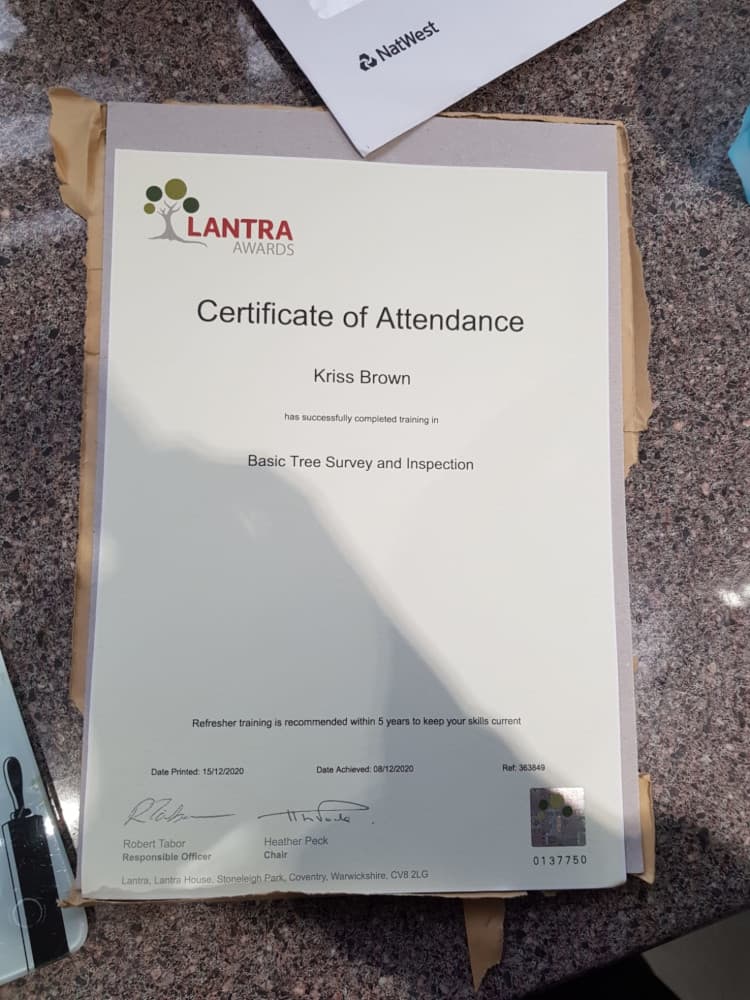 NatWest
LANTRA
AWARDS
Certificate of Attendance
Kriss Brown
has successfully completed training in
Basic Tree Survey and Inspection
Refresher training is recommended within 5 years to keep your skills current
Date Printed: 15/12/2020 Date Achieved: 08/12/2020 Ref: 363849
Robert Tabor Heather Peck
Responsible Officer Chair
0137750
Lantra, Lantra House, Stoneleigh Park, Coventry, Warwickshire, CV8 2LG